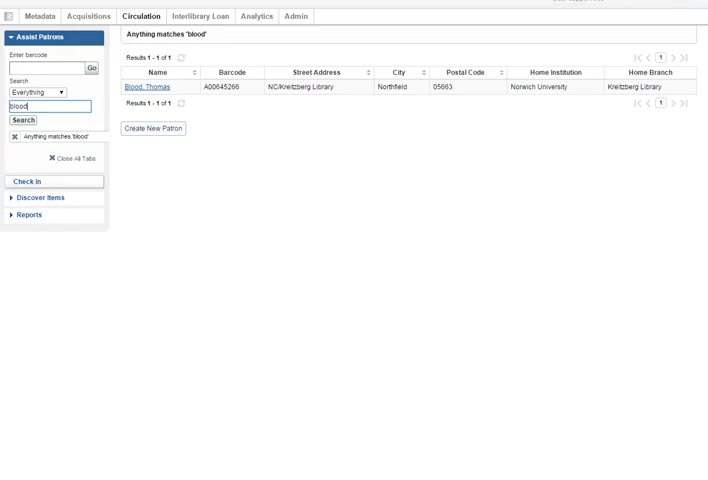 Metadata Acquisitions Circulation Interlibrary Loan Analytics Admin
Assist Patrons
Enter barcode
Go
Search
Everything
blood
Search
Anything matches 'blood'
Close All Tabs
Check In
Discover Items
Reports
Anything matches 'blood'
Results 1 - 1 of 1
1
Name Barcode Street Address City Postal Code Home Institution Home Branch
Blood, Thomas A00645266 NC/Kreitzberg Library Northfield 05663 Norwich University Kreitzberg Library
Results 1 - 1 of 1
1
Create New Patron